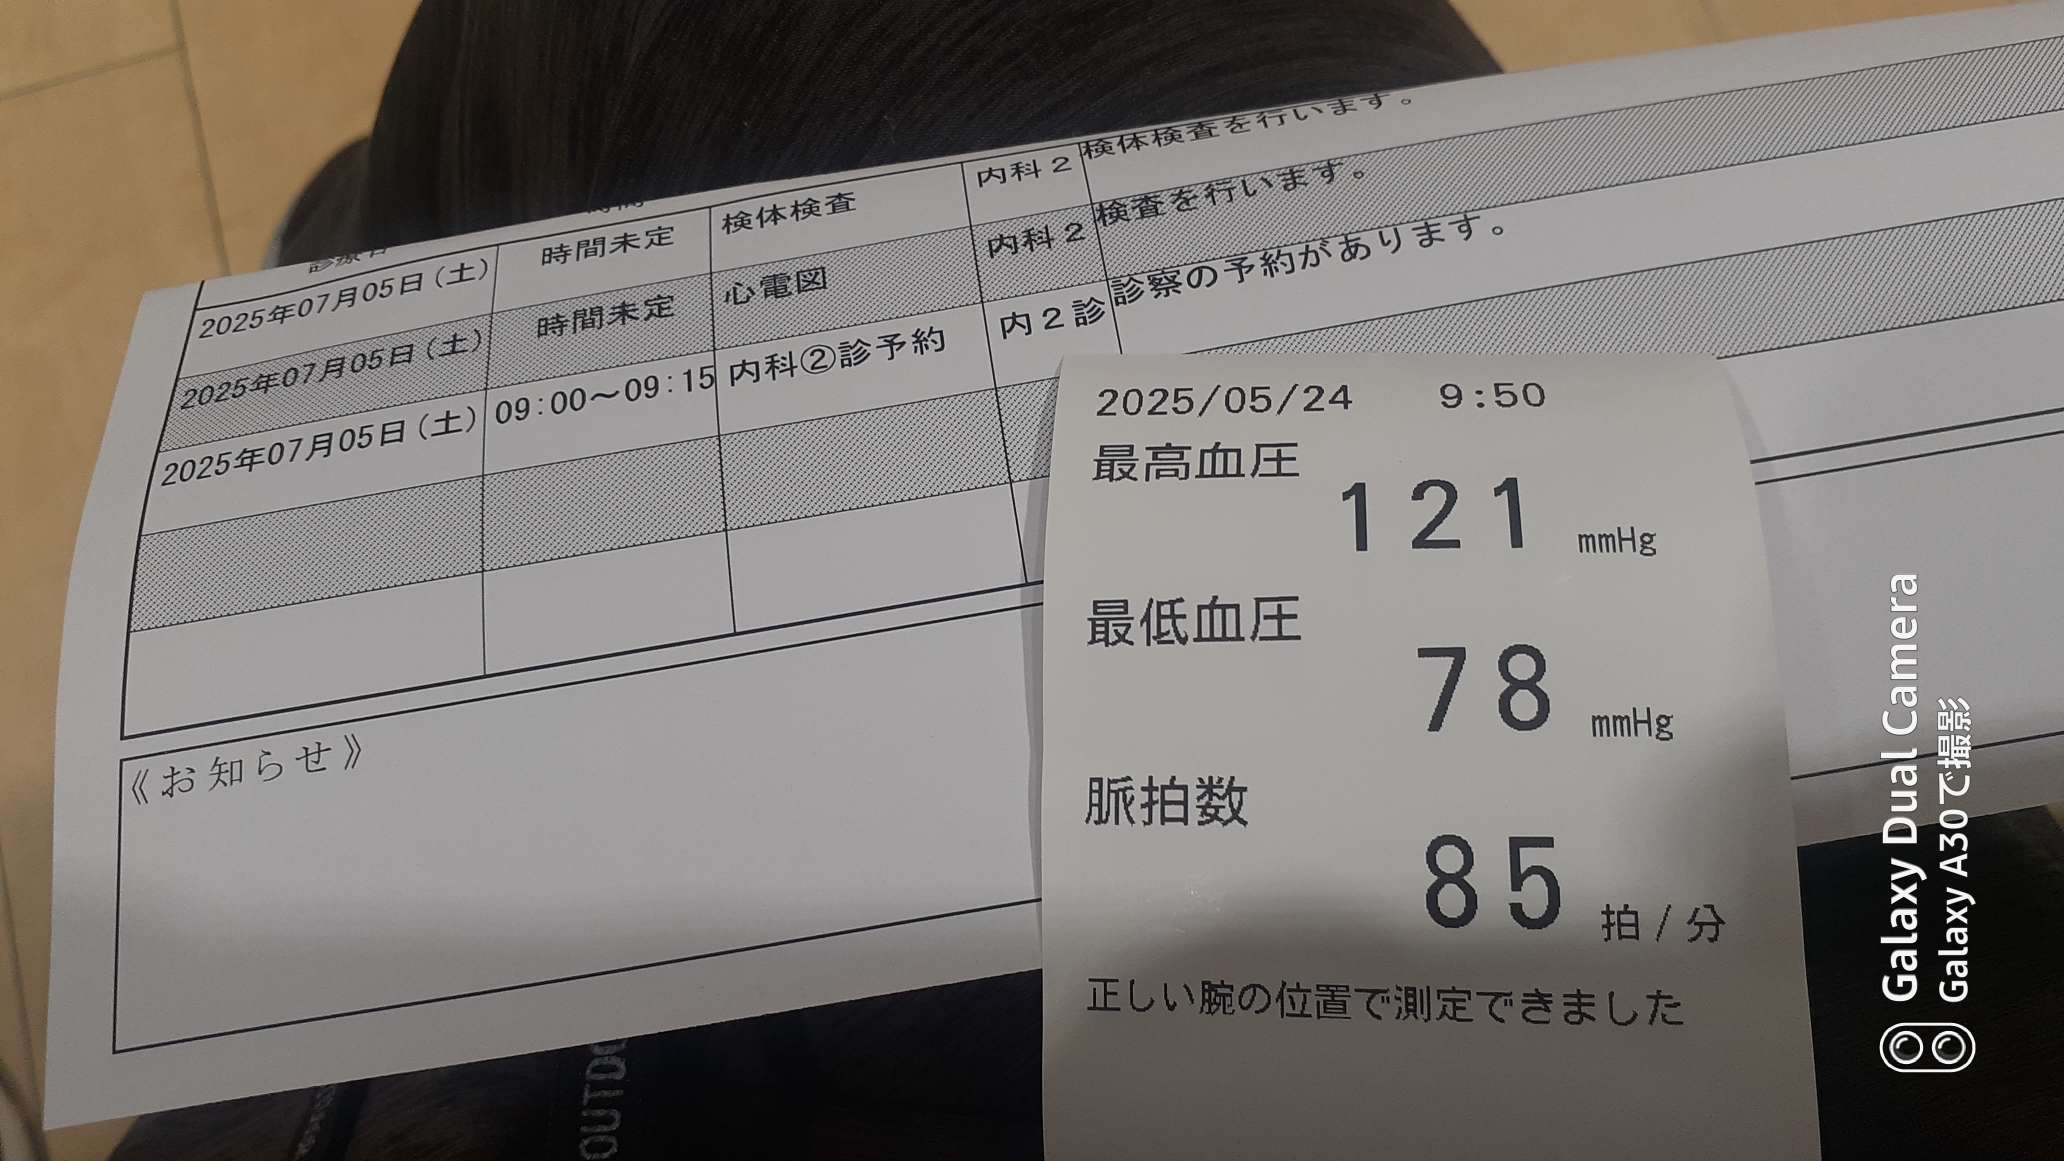 2025年07月05日(土) 時間未定 検体検査 内科2 検体検査を行います。
2025年07月05日(土) 時間未定 心電図 内科2 検査を行います。
2025年07月05日(土) 09:00～09:15 内科②診予約 内2診 診察の予約があります。
《お知らせ》
2025/05/24 9:50
最高血圧
121 mmHg
最低血圧
78 mmHg
脈拍数
85 拍/分
正しい腕の位置で測定できました
OUTDO
Galaxy Dual Camera
Galaxy A30で撮影